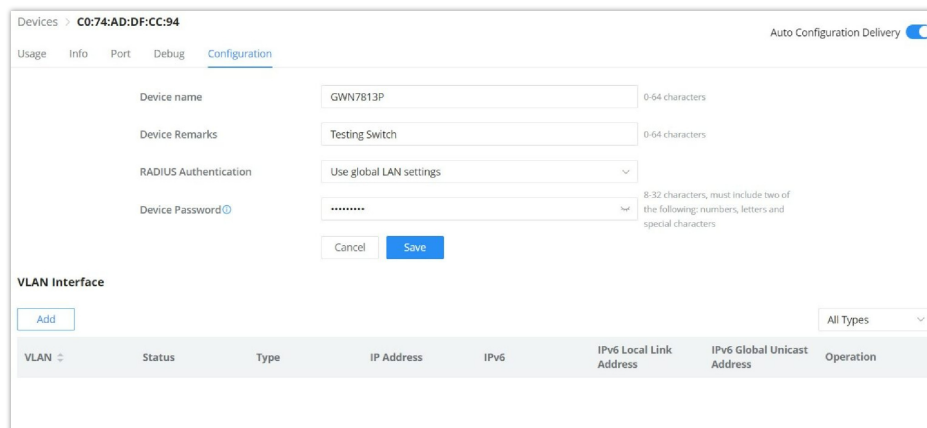 Devices > C0:74:AD:DF:CC:94
Auto Configuration Delivery
Usage Info Port Debug Configuration
Device name GWN7813P 0-64 characters
Device Remarks Testing Switch 0-64 characters
RADIUS Authentication Use global LAN settings
Device Password ••••••••• 8-32 characters, must include two of
the following: numbers, letters and
special characters
Cancel Save
VLAN Interface
Add All Types
VLAN Status Type IP Address IPv6 IPv6 Local Link Address IPv6 Global Unicast Address Operation